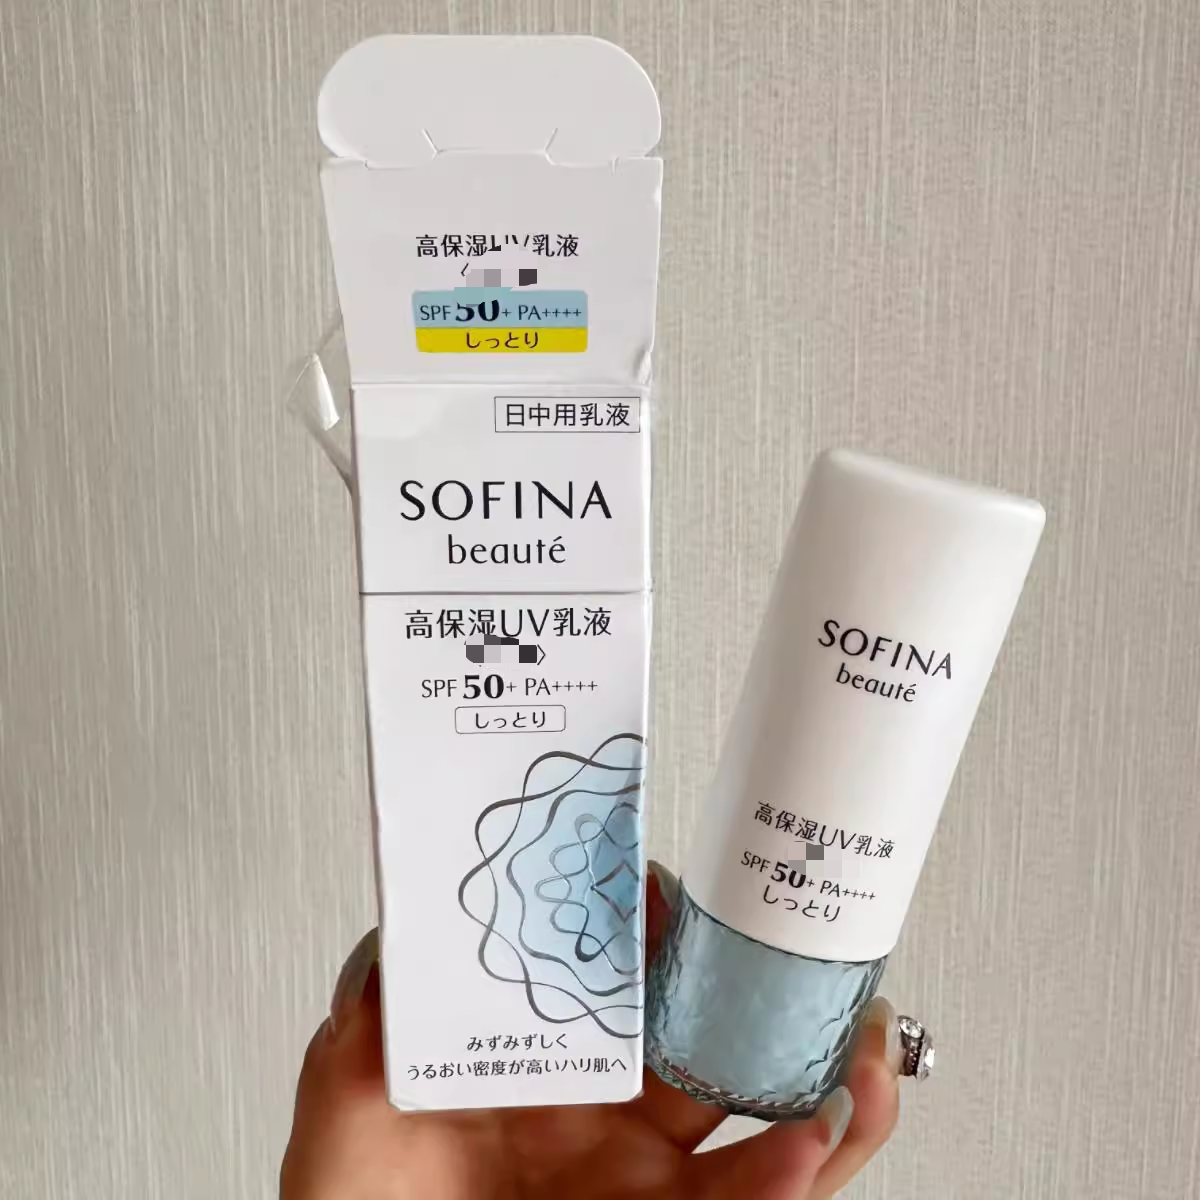 高保湿UV乳液
SPF50+ PA++++
しっとり
日中用乳液
SOFINA
beauté
高保湿UV乳液
SPF50+ PA++++
しっとり
みずみずしく
うるおい密度が高いハリ肌へ
SOFINA
beauté
高保湿UV乳液
SPF50+ PA++++
しっとり